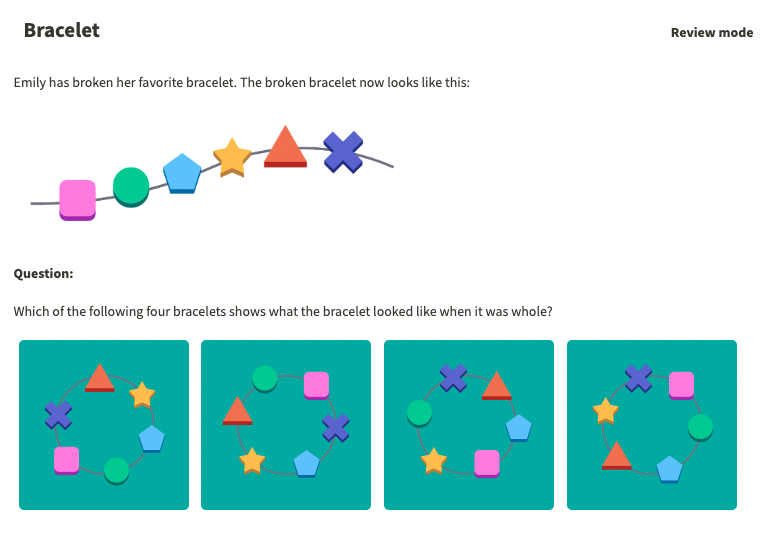 Bracelet
Review mode
Emily has broken her favorite bracelet. The broken bracelet now looks like this:
Question:
Which of the following four bracelets shows what the bracelet looked like when it was whole?